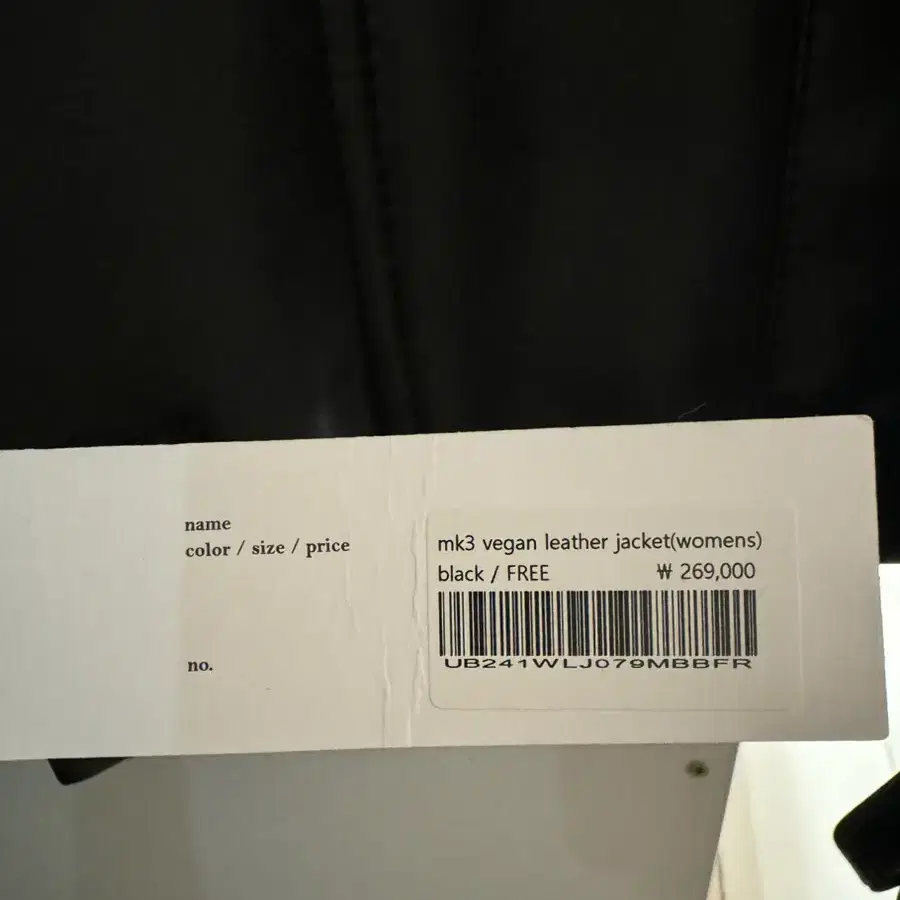 name
color / size / price
mk3 vegan leather jacket(womens)
black / FREE ₩ 269,000
no.
UB241WLJ079MBBFR